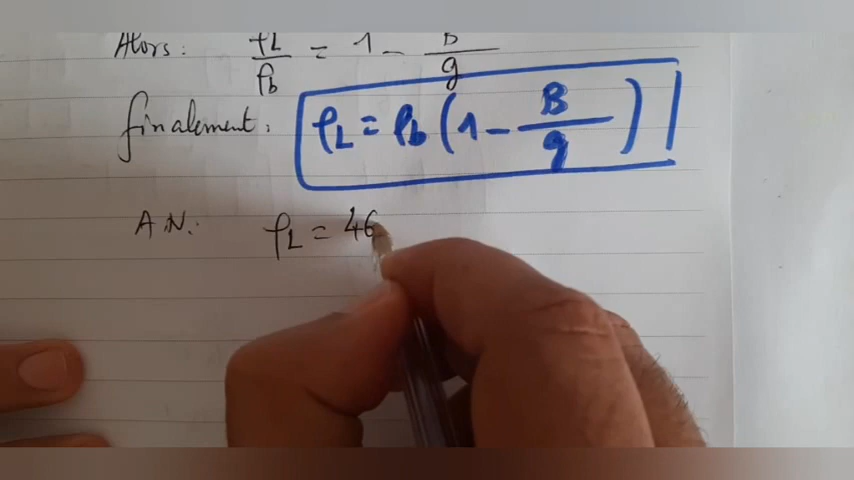 Alors: ρL/ρb = 1 - B/g
finalement: ρL = ρb (1 - B/g)
A.N: ρL = 46